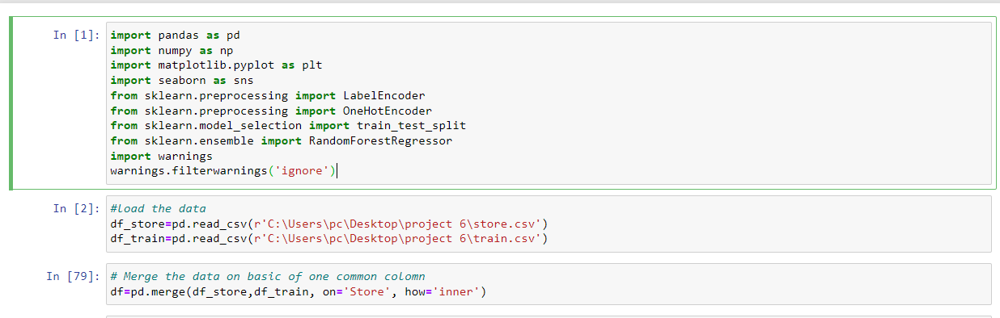 In [1]:
import pandas as pd
import numpy as np
import matplotlib.pyplot as plt
import seaborn as sns
from sklearn.preprocessing import LabelEncoder
from sklearn.preprocessing import OneHotEncoder
from sklearn.model_selection import train_test_split
from sklearn.ensemble import RandomForestRegressor
import warnings
warnings.filterwarnings('ignore')
In [2]:
#load the data
df_store=pd.read_csv(r'C:\Users\pc\Desktop\project 6\store.csv')
df_train=pd.read_csv(r'C:\Users\pc\Desktop\project 6\train.csv')
In [79]:
# Merge the data on basic of one common colomn
df=pd.merge(df_store,df_train, on='Store', how='inner')